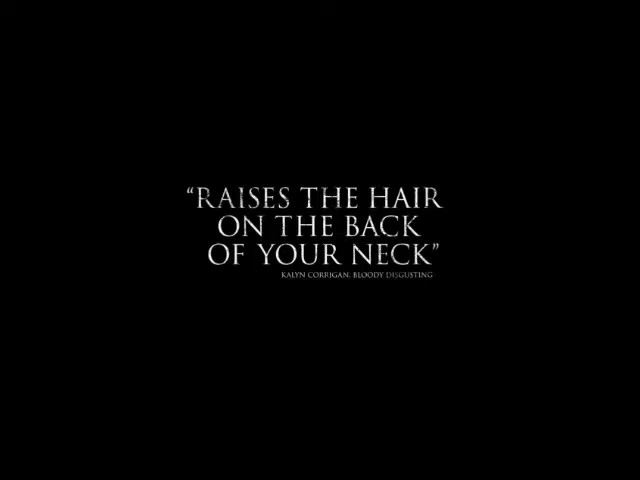 “RAISES THE HAIR
ON THE BACK
OF YOUR NECK”
KALYN CORRIGAN, BLOODY DISGUSTING